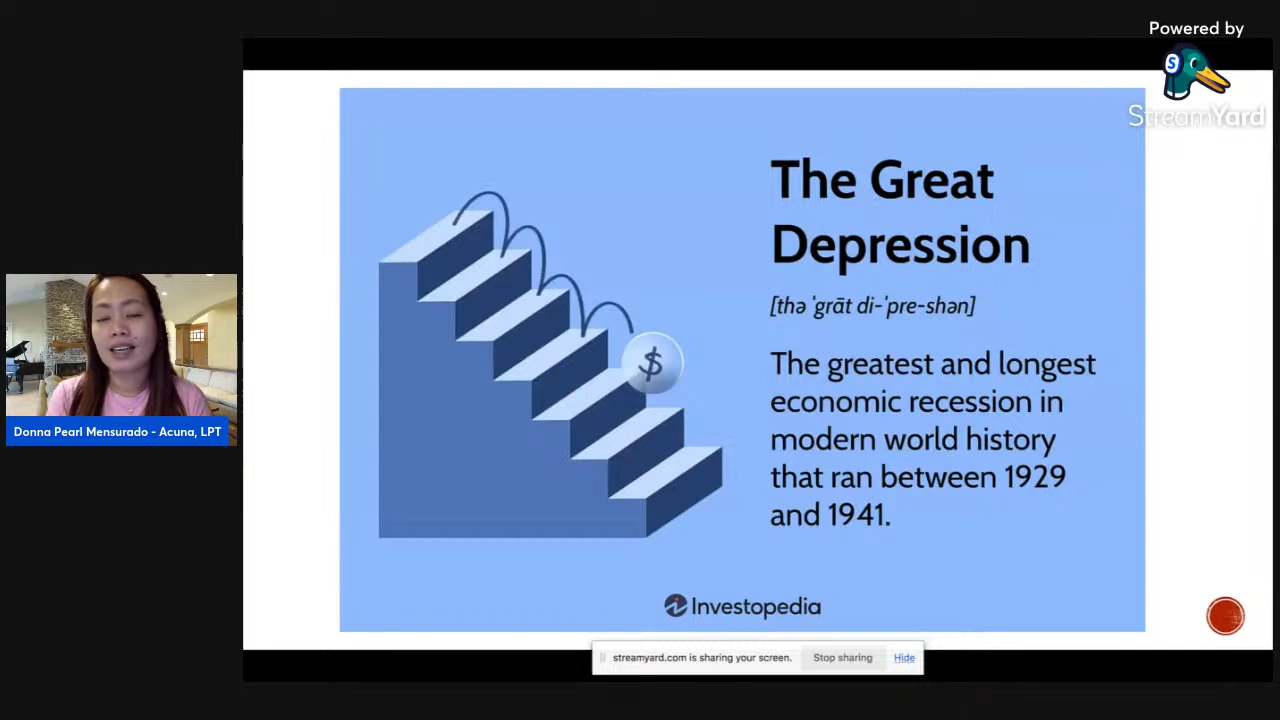 Powered by
S
StreamYard
The Great
Depression
[thə ˈgrāt di-ˈpre-shən]
The greatest and longest
economic recession in
modern world history
that ran between 1929
and 1941.
$
Donna Pearl Mensurado - Acuna, LPT
Investopedia
streamyard.com is sharing your screen. Stop sharing Hide